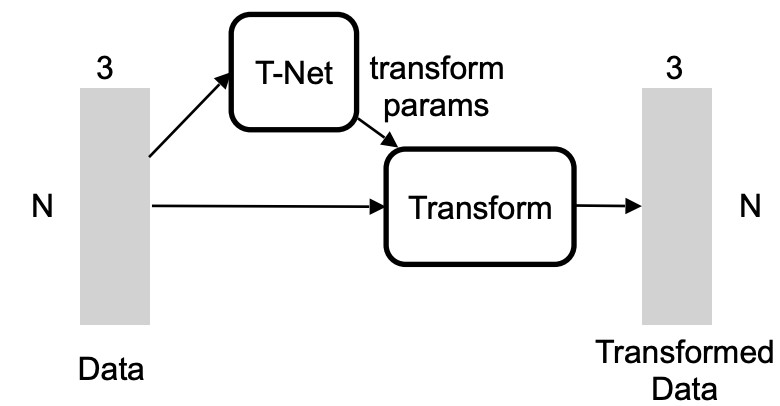 3
T-Net
transform
params
3
N
Transform
N
Data
Transformed
Data